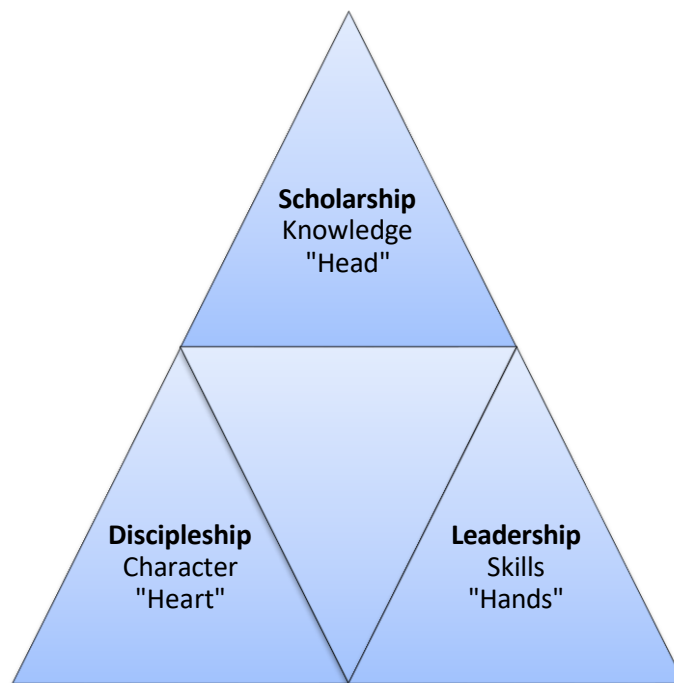 Scholarship
Knowledge
"Head"
Discipleship
Character
"Heart"
Leadership
Skills
"Hands"